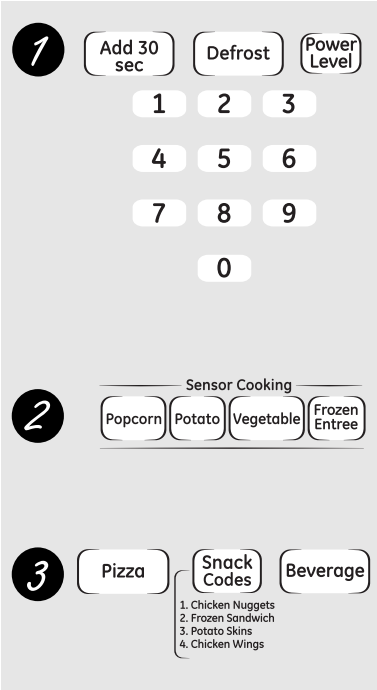 1 Add 30 sec Defrost Power Level
1 2 3
4 5 6
7 8 9
0
Sensor Cooking
2 Popcorn Potato Vegetable Frozen Entree
3 Pizza Snack Codes Beverage
1. Chicken Nuggets
2. Frozen Sandwich
3. Potato Skins
4. Chicken Wings